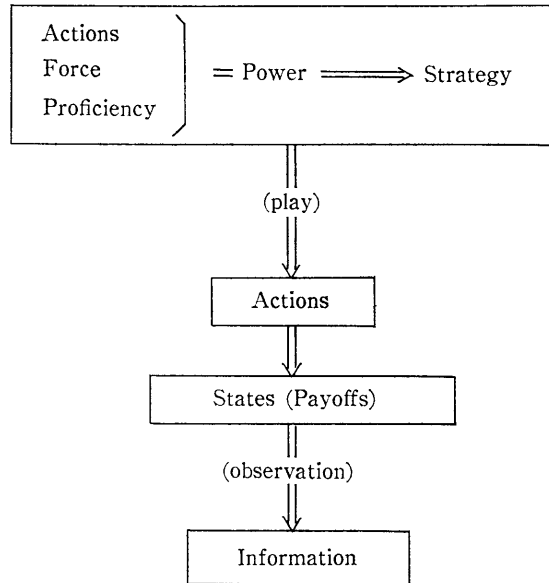 Actions
Force
Proficiency
= Power ⟹ Strategy
(play)
Actions
States (Payoffs)
(observation)
Information